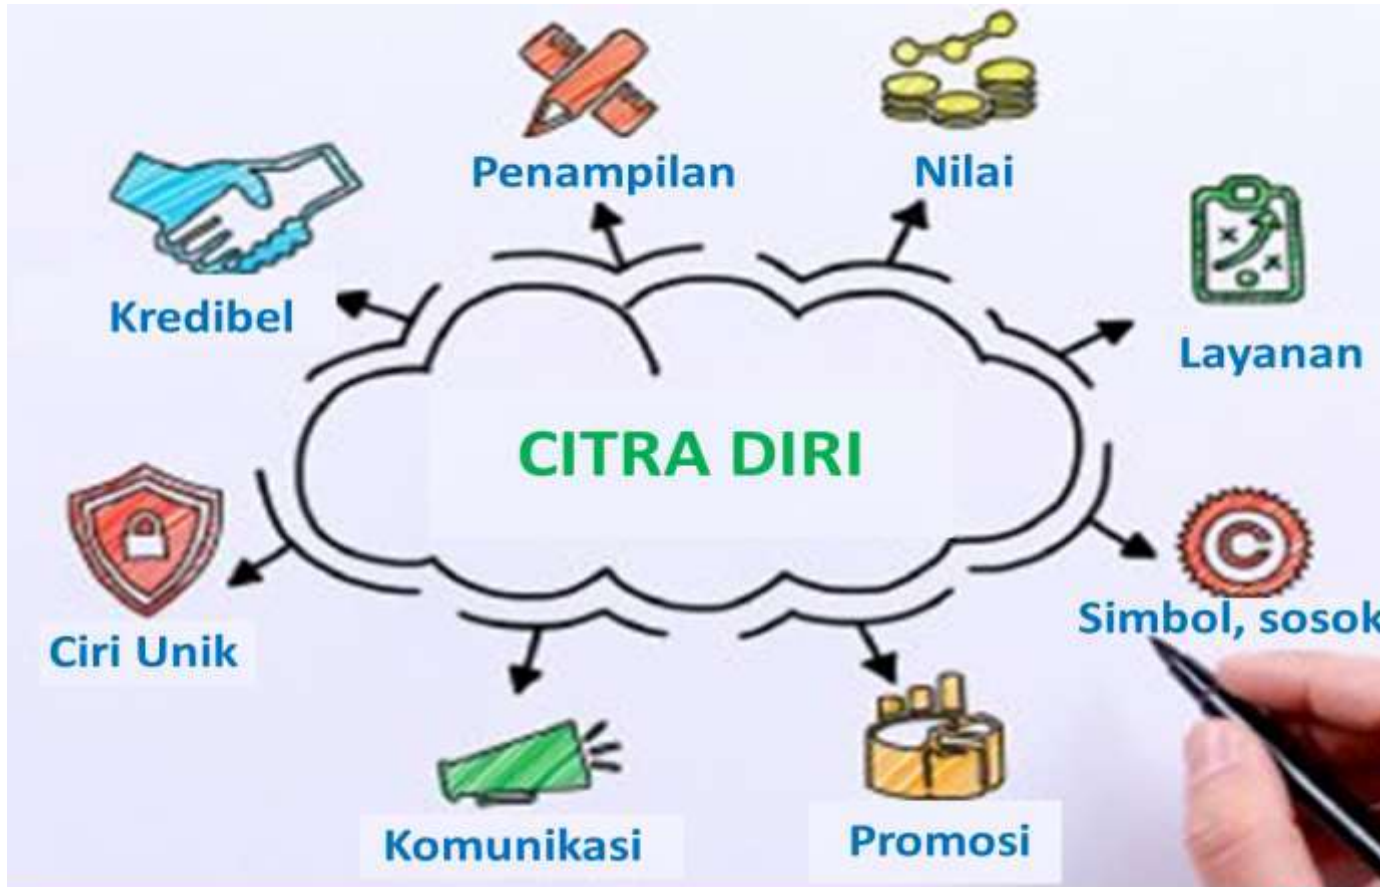 Penampilan
Nilai
Kredibel
Layanan
CITRA DIRI
Simbol, sosok
Ciri Unik
Komunikasi
Promosi